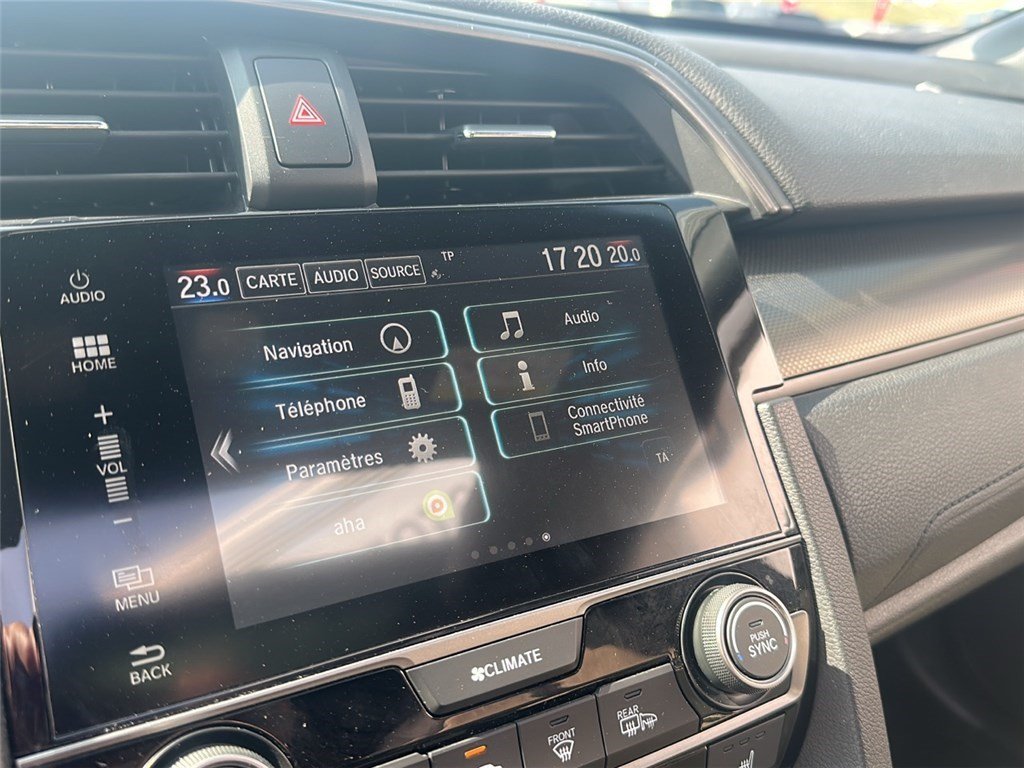 TP
23.0 CARTE AUDIO SOURCE 17 20 20.0
AUDIO
HOME
+
VOL
−
MENU
BACK
Navigation
Audio
Téléphone
Info
Paramètres
Connectivité
SmartPhone
aha
TA
CLIMATE
PUSH
SYNC
FRONT
REAR